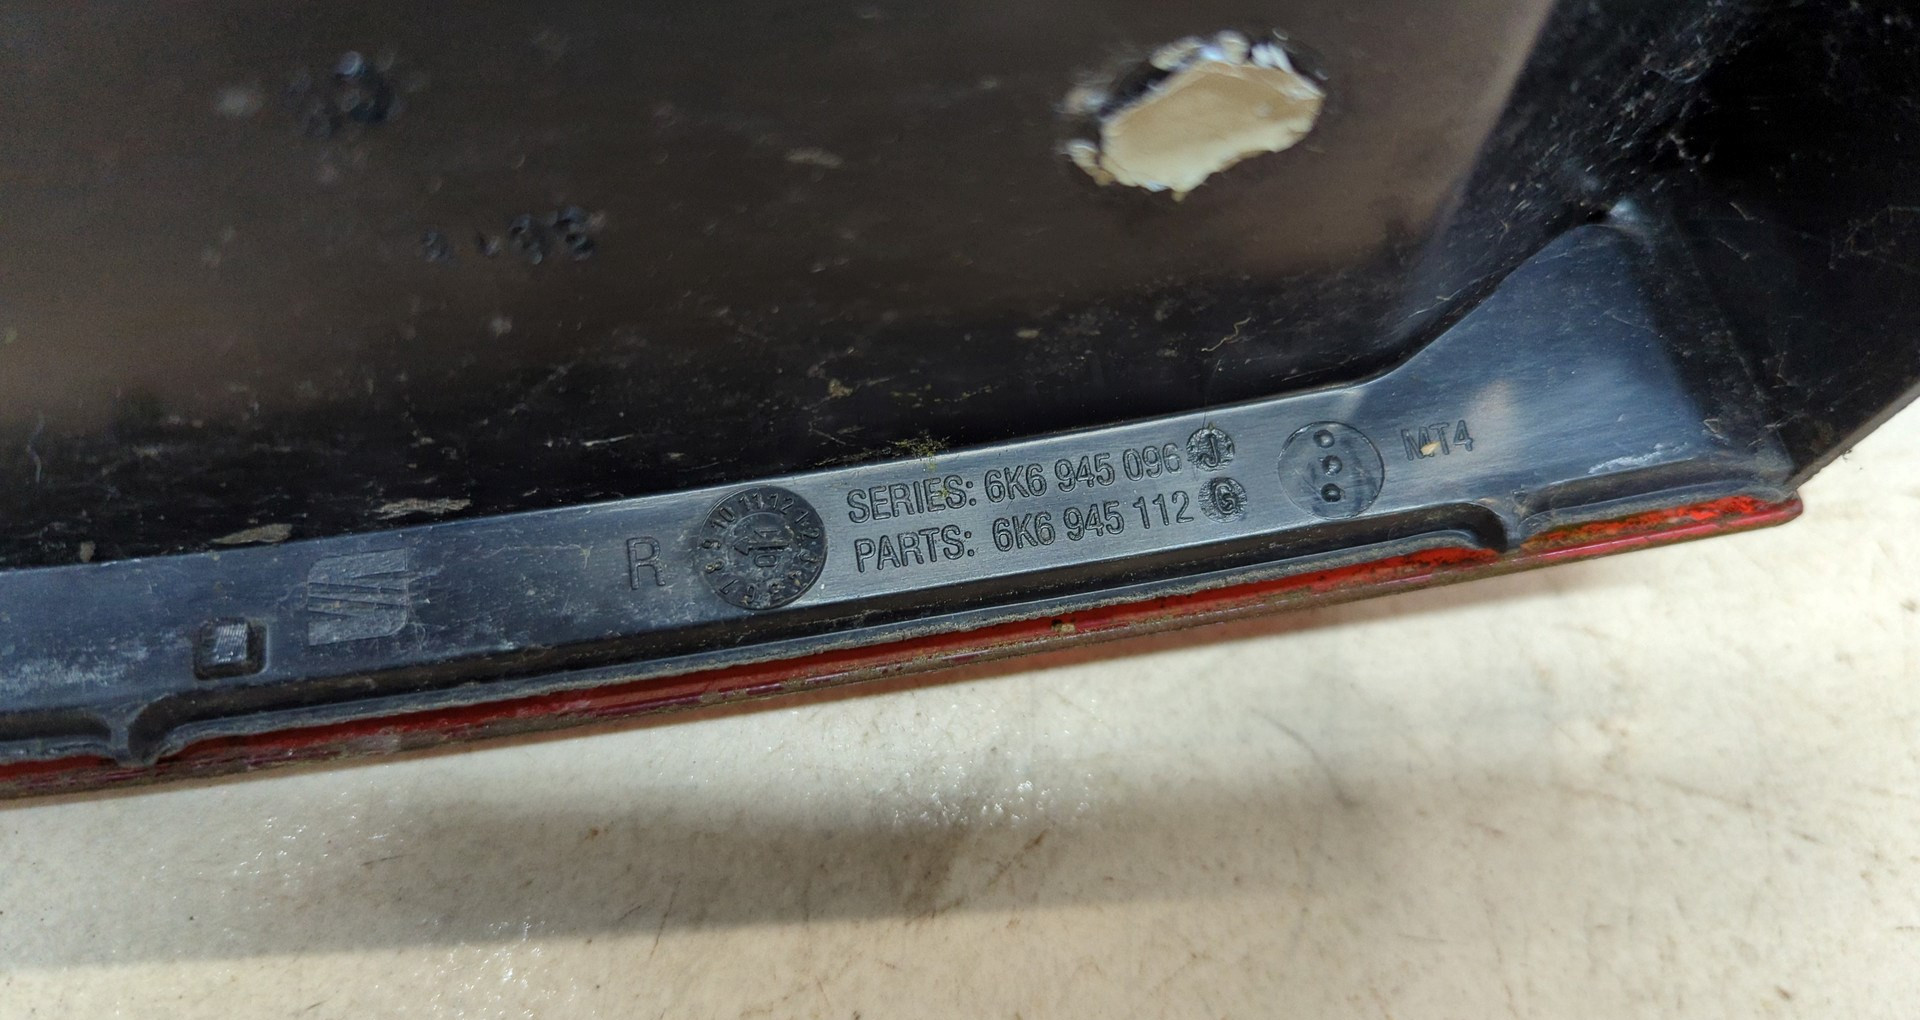 SERIES: 6K6 945 096 J
PARTS: 6K6 945 112 G
MT4
R